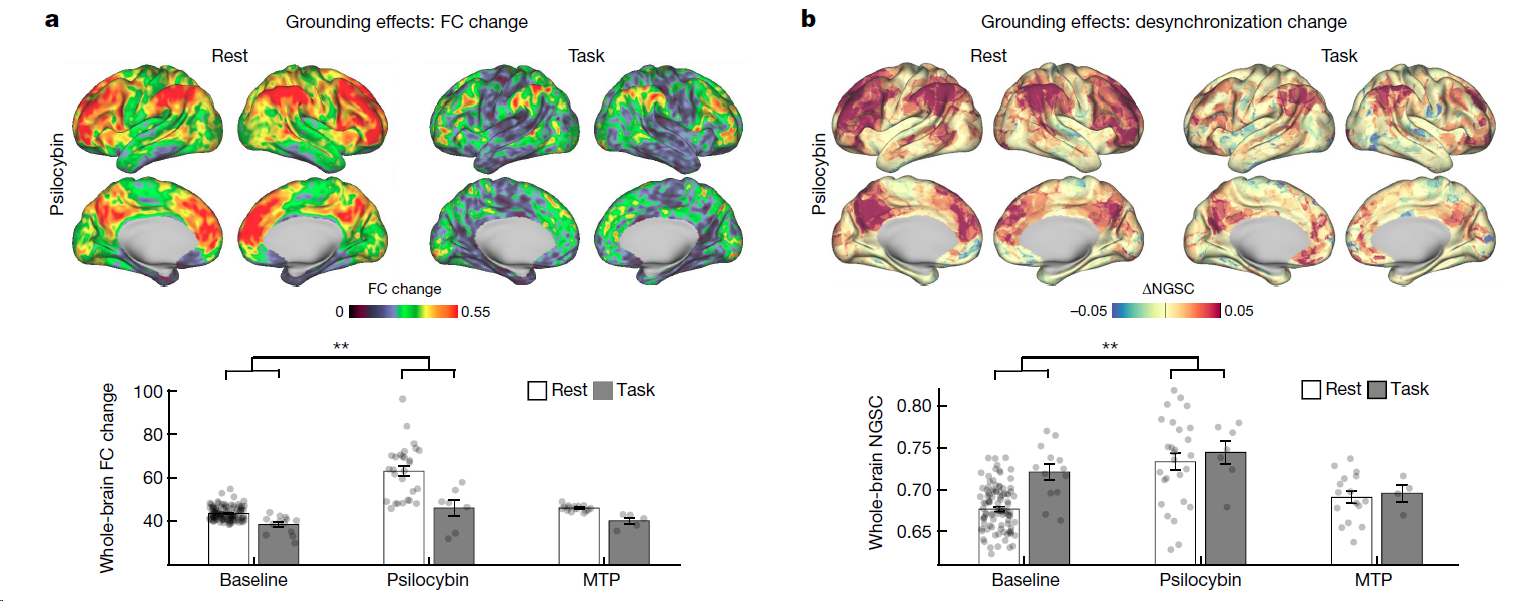 a
Grounding effects: FC change
Rest
Task
Psilocybin
FC change
0
0.55
**
Rest
Task
Whole-brain FC change
100
80
60
40
Baseline
Psilocybin
MTP
b
Grounding effects: desynchronization change
Rest
Task
Psilocybin
ΔNGSC
–0.05
0.05
**
Rest
Task
Whole-brain NGSC
0.80
0.75
0.70
0.65
Baseline
Psilocybin
MTP